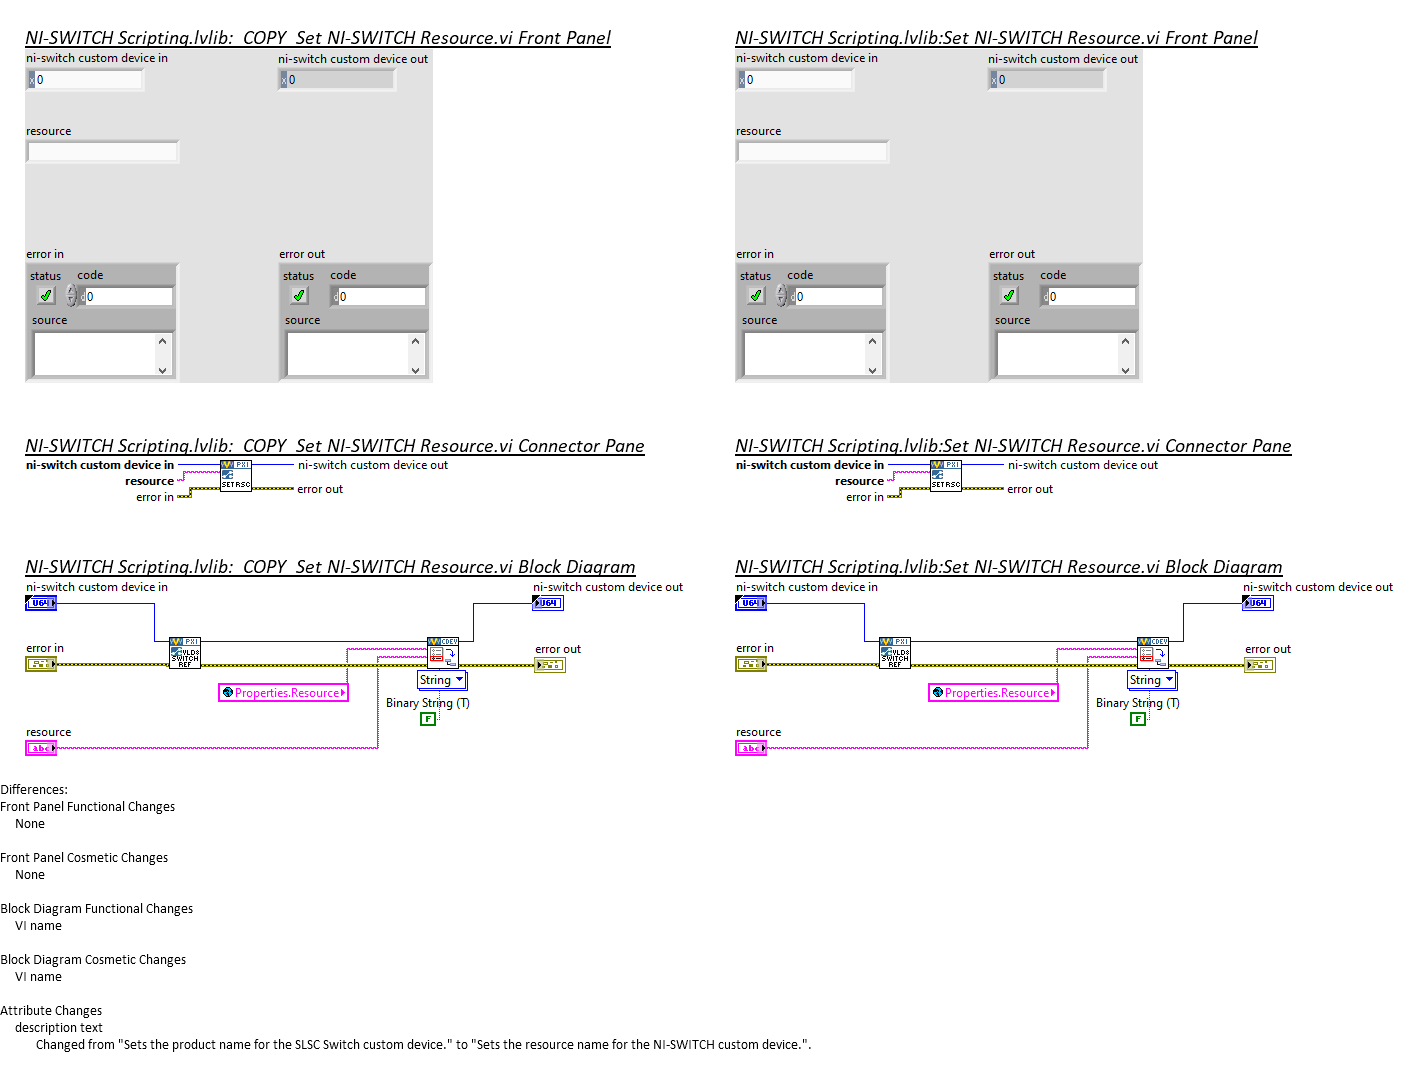 NI-SWITCH Scripting.lvlib:_COPY_Set NI-SWITCH Resource.vi Front Panel
ni-switch custom device in
ni-switch custom device out
x 0
x 0
resource
error in
error out
status code
status code
d 0
d 0
source
source
NI-SWITCH Scripting.lvlib:Set NI-SWITCH Resource.vi Front Panel
ni-switch custom device in
ni-switch custom device out
x 0
x 0
resource
error in
error out
status code
status code
d 0
d 0
source
source
NI-SWITCH Scripting.lvlib:_COPY_Set NI-SWITCH Resource.vi Connector Pane
ni-switch custom device in
PXI
ni-switch custom device out
resource
SETRSC
error in
error out
NI-SWITCH Scripting.lvlib:Set NI-SWITCH Resource.vi Connector Pane
ni-switch custom device in
PXI
ni-switch custom device out
resource
SETRSC
error in
error out
NI-SWITCH Scripting.lvlib:_COPY_Set NI-SWITCH Resource.vi Block Diagram
ni-switch custom device in
ni-switch custom device out
U64
U64
PXI
CDEV
error in
VLD8
SWITCH
REF
error out
String
Properties.Resource
Binary String (T)
F
resource
abc
NI-SWITCH Scripting.lvlib:Set NI-SWITCH Resource.vi Block Diagram
ni-switch custom device in
ni-switch custom device out
U64
U64
PXI
CDEV
error in
VLD8
SWITCH
REF
error out
String
Properties.Resource
Binary String (T)
F
resource
abc
Differences:
Front Panel Functional Changes
None
Front Panel Cosmetic Changes
None
Block Diagram Functional Changes
VI name
Block Diagram Cosmetic Changes
VI name
Attribute Changes
description text
Changed from "Sets the product name for the SLSC Switch custom device." to "Sets the resource name for the NI-SWITCH custom device.".